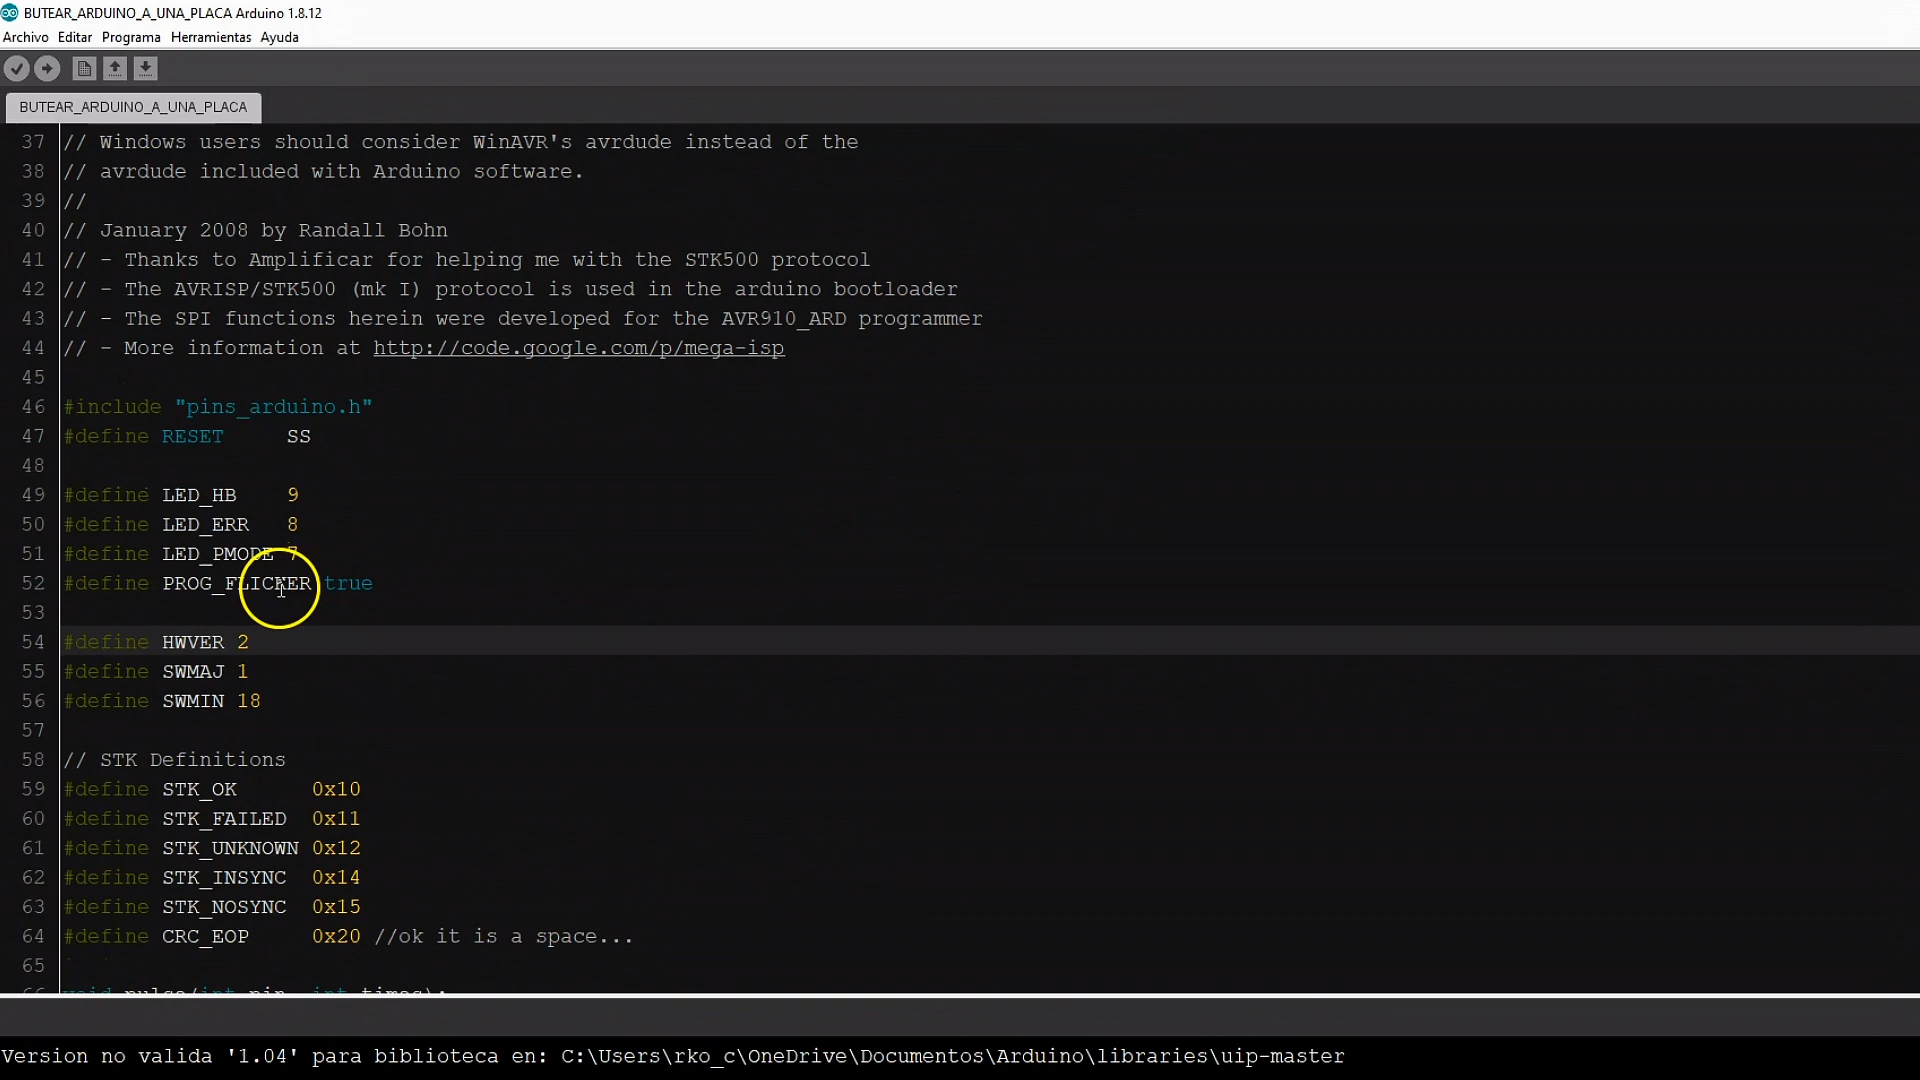 BUTEAR_ARDUINO_A_UNA_PLACA Arduino 1.8.12
Archivo Editar Programa Herramientas Ayuda
BUTEAR_ARDUINO_A_UNA_PLACA
37 // Windows users should consider WinAVR's avrdude instead of the
38 // avrdude included with Arduino software.
39 //
40 // January 2008 by Randall Bohn
41 // - Thanks to Amplificar for helping me with the STK500 protocol
42 // - The AVRISP/STK500 (mk I) protocol is used in the arduino bootloader
43 // - The SPI functions herein were developed for the AVR910_ARD programmer
44 // - More information at http://code.google.com/p/mega-isp
45
46 #include "pins_arduino.h"
47 #define RESET SS
48
49 #define LED_HB 9
50 #define LED_ERR 8
51 #define LED_PMODE 7
52 #define PROG_FLICKER true
53
54 #define HWVER 2
55 #define SWMAJ 1
56 #define SWMIN 18
57
58 // STK Definitions
59 #define STK_OK 0x10
60 #define STK_FAILED 0x11
61 #define STK_UNKNOWN 0x12
62 #define STK_INSYNC 0x14
63 #define STK_NOSYNC 0x15
64 #define CRC_EOP 0x20 //ok it is a space...
65
66 void pulse(int pin, int times);
Version no valida '1.04' para biblioteca en: C:\Users\rko_c\OneDrive\Documentos\Arduino\libraries\uip-master